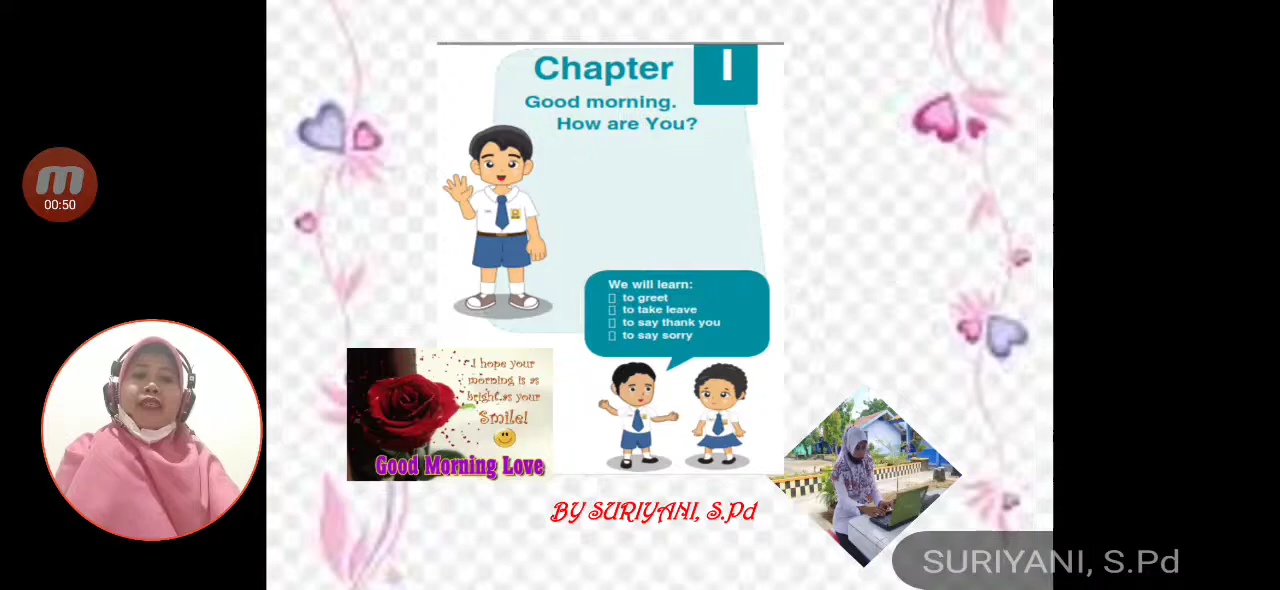 Chapter I
Good morning.
How are You?
00:50
We will learn:
to greet
to take leave
to say thank you
to say sorry
I hope your
morning is as
bright as your
Smile!
Good Morning Love
BY SURIYANI, S.Pd
SURIYANI, S.Pd